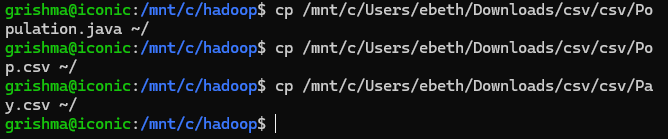 grishma@iconic:/mnt/c/hadoop$ cp /mnt/c/Users/ebeth/Downloads/csv/csv/Po
pulation.java ~/
grishma@iconic:/mnt/c/hadoop$ cp /mnt/c/Users/ebeth/Downloads/csv/csv/Po
p.csv ~/
grishma@iconic:/mnt/c/hadoop$ cp /mnt/c/Users/ebeth/Downloads/csv/csv/Pa
y.csv ~/
grishma@iconic:/mnt/c/hadoop$